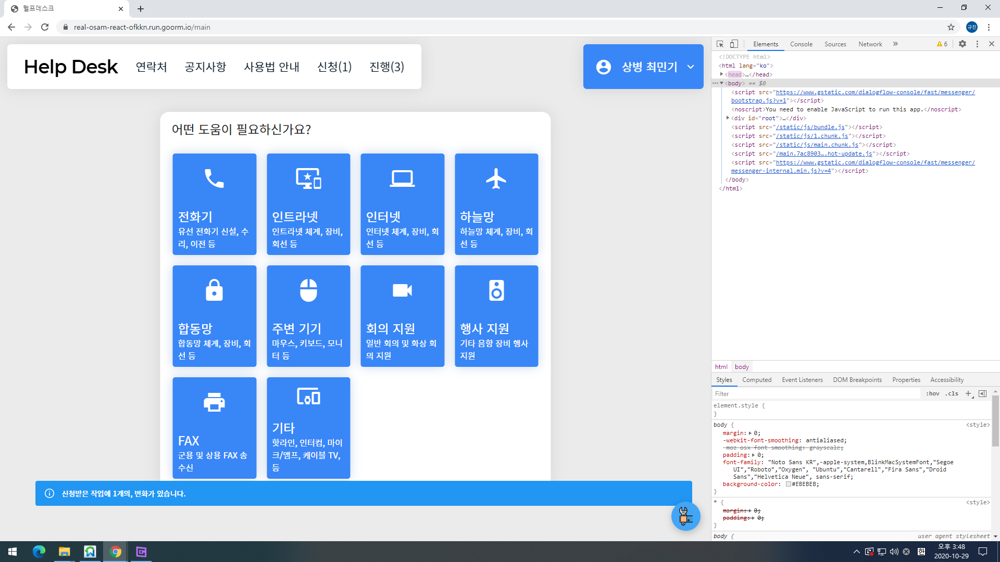 헬프데스크
real-osam-react-ofkkn.run.goorm.io/main
규진
Help Desk
연락처
공지사항
사용법 안내
신청(1)
진행(3)
상병 최민기
어떤 도움이 필요하신가요?
전화기
유선 전화기 신설, 수
리, 이전 등
인트라넷
인트라넷 체계, 장비,
회선 등
인터넷
인터넷 체계, 장비, 회
선 등
하늘망
하늘망 체계, 장비, 회
선 등
합동망
합동망 체계, 장비, 회
선 등
주변 기기
마우스, 키보드, 모니
터 등
회의 지원
일반 회의 및 화상 회
의 지원
행사 지원
기타 음향 장비 행사
지원
FAX
군용 및 상용 FAX 송
수신
기타
핫라인, 인터컴, 마이
크/앰프, 케이블 TV,
등
신청받은 작업에 1개의, 변화가 있습니다.
Elements Console Sources Network » 6
<!DOCTYPE html>
<html lang="ko">
<head>…</head>
<body> == $0
<script src="https://www.gstatic.com/dialogflow-console/fast/messenger/
bootstrap.js?v=1"></script>
<noscript>You need to enable JavaScript to run this app.</noscript>
<div id="root">…</div>
<script src="/static/js/bundle.js"></script>
<script src="/static/js/1.chunk.js"></script>
<script src="/static/js/main.chunk.js"></script>
<script src="/main.7ac8903….hot-update.js"></script>
<script src="https://www.gstatic.com/dialogflow-console/fast/messenger/
messenger-internal.min.js?v=4"></script>
</body>
</html>
html body
Styles Computed Event Listeners DOM Breakpoints Properties Accessibility
Filter :hov .cls +
element.style {
}
body { <style>
margin: 0;
-webkit-font-smoothing: antialiased;
-moz-osx-font-smoothing: grayscale;
padding: 0;
font-family: "Noto Sans KR",-apple-system,BlinkMacSystemFont,"Segoe
UI","Roboto","Oxygen", "Ubuntu","Cantarell","Fira Sans","Droid
Sans","Helvetica Neue", sans-serif;
background-color: #EBEBEB;
}
* { <style>
margin: 0;
padding: 0;
}
body { user agent stylesheet
한
오후 3:48
2020-10-29